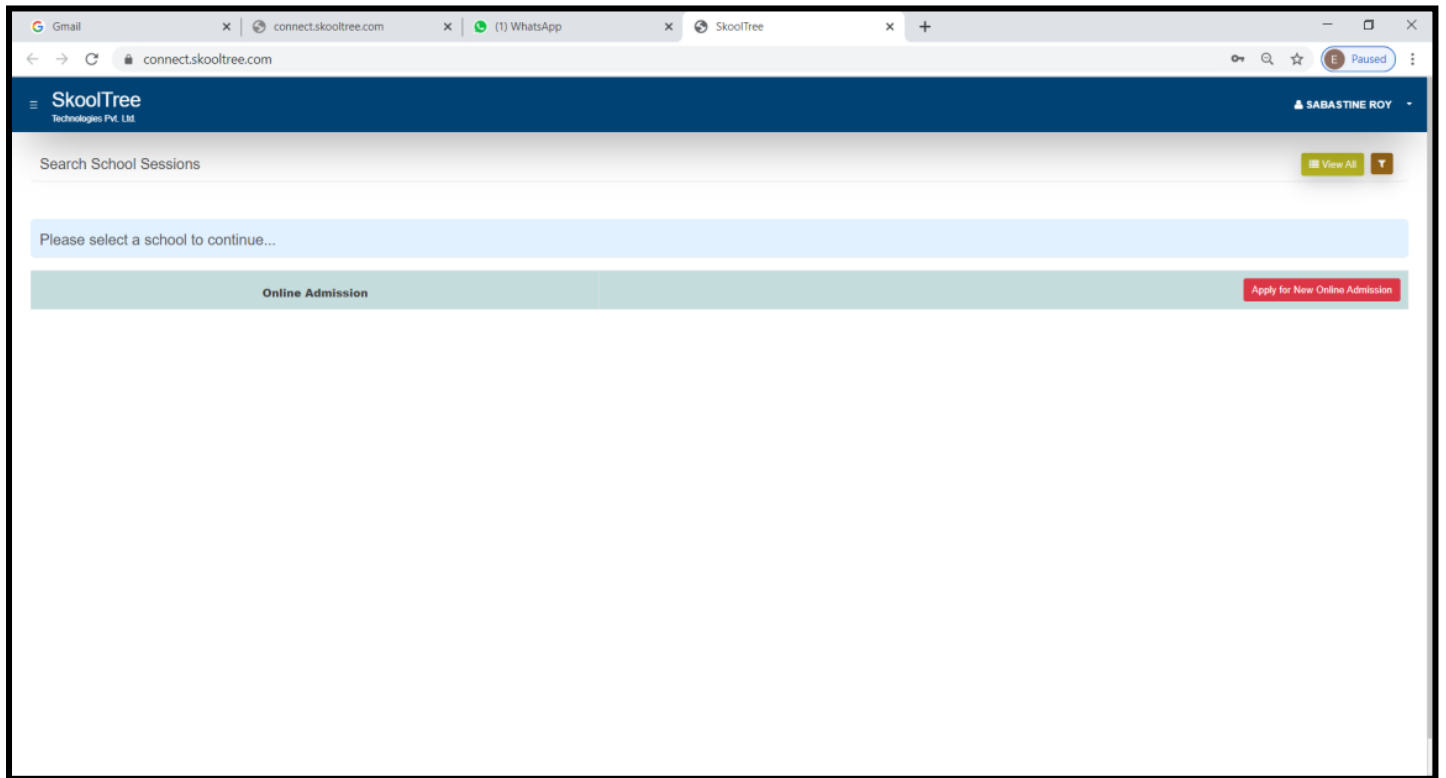 Gmail connect.skooltree.com (1) WhatsApp SkoolTree
connect.skooltree.com E Paused
SkoolTree
Technologies Pvt. Ltd.
SABASTINE ROY
Search School Sessions View All
Please select a school to continue...
Online Admission Apply for New Online Admission